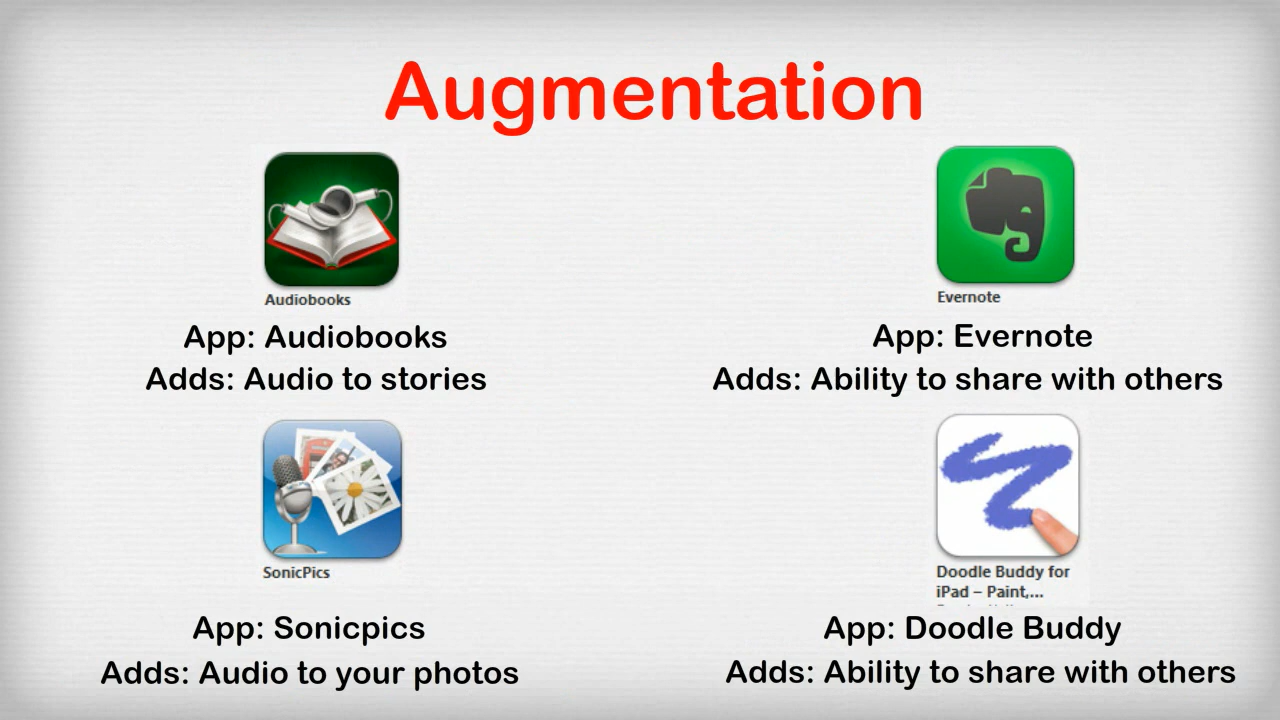 Augmentation
Audiobooks
App: Audiobooks
Adds: Audio to stories
Evernote
App: Evernote
Adds: Ability to share with others
SonicPics
App: Sonicpics
Adds: Audio to your photos
Doodle Buddy for
iPad – Paint,...
App: Doodle Buddy
Adds: Ability to share with others